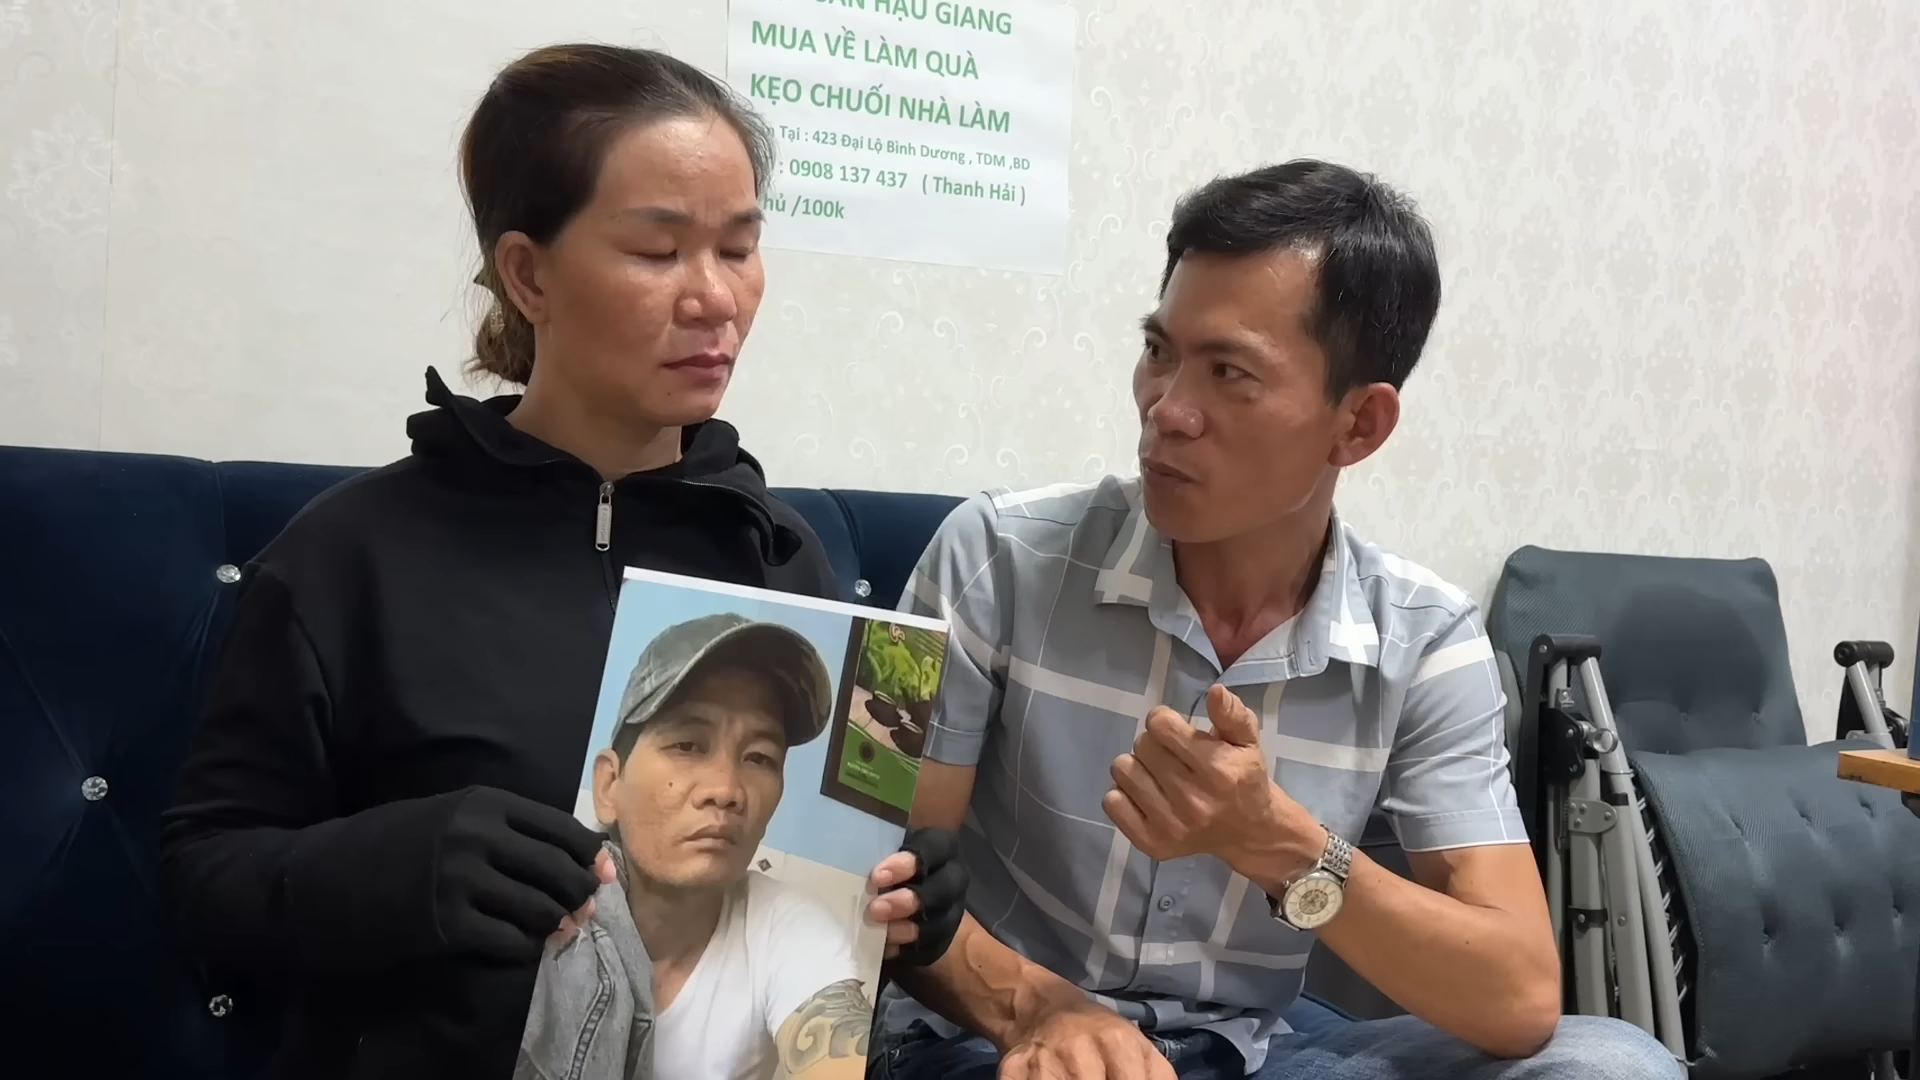 HẬU GIANG
MUA VỀ LÀM QUÀ
KẸO CHUỐI NHÀ LÀM
Tại : 423 Đại Lộ Bình Dương , TDM ,BD
: 0908 137 437 ( Thanh Hải )
/100k